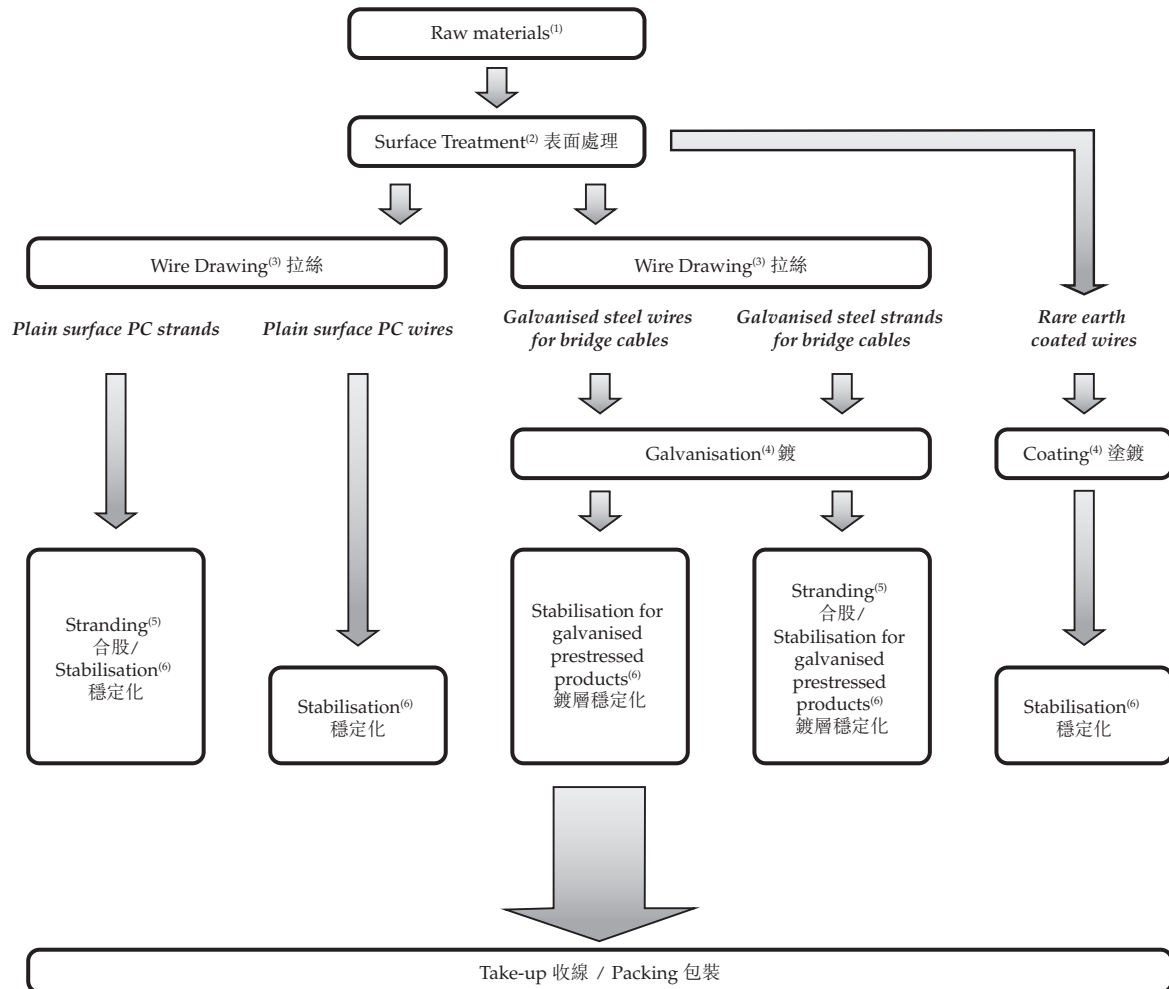 Raw materials(1)
Surface Treatment(2) 表面處理
Wire Drawing(3) 拉絲
Wire Drawing(3) 拉絲
Plain surface PC strands
Plain surface PC wires
Galvanised steel wires
for bridge cables
Galvanised steel strands
for bridge cables
Rare earth
coated wires
Galvanisation(4) 鍍
Coating(4) 塗鍍
Stranding(5)
合股/
Stabilisation(6)
穩定化
Stabilisation(6)
穩定化
Stabilisation for
galvanised
prestressed
products(6)
鍍層穩定化
Stranding(5)
合股/
Stabilisation for
galvanised
prestressed
products(6)
鍍層穩定化
Stabilisation(6)
穩定化
Take-up 收線 / Packing 包裝